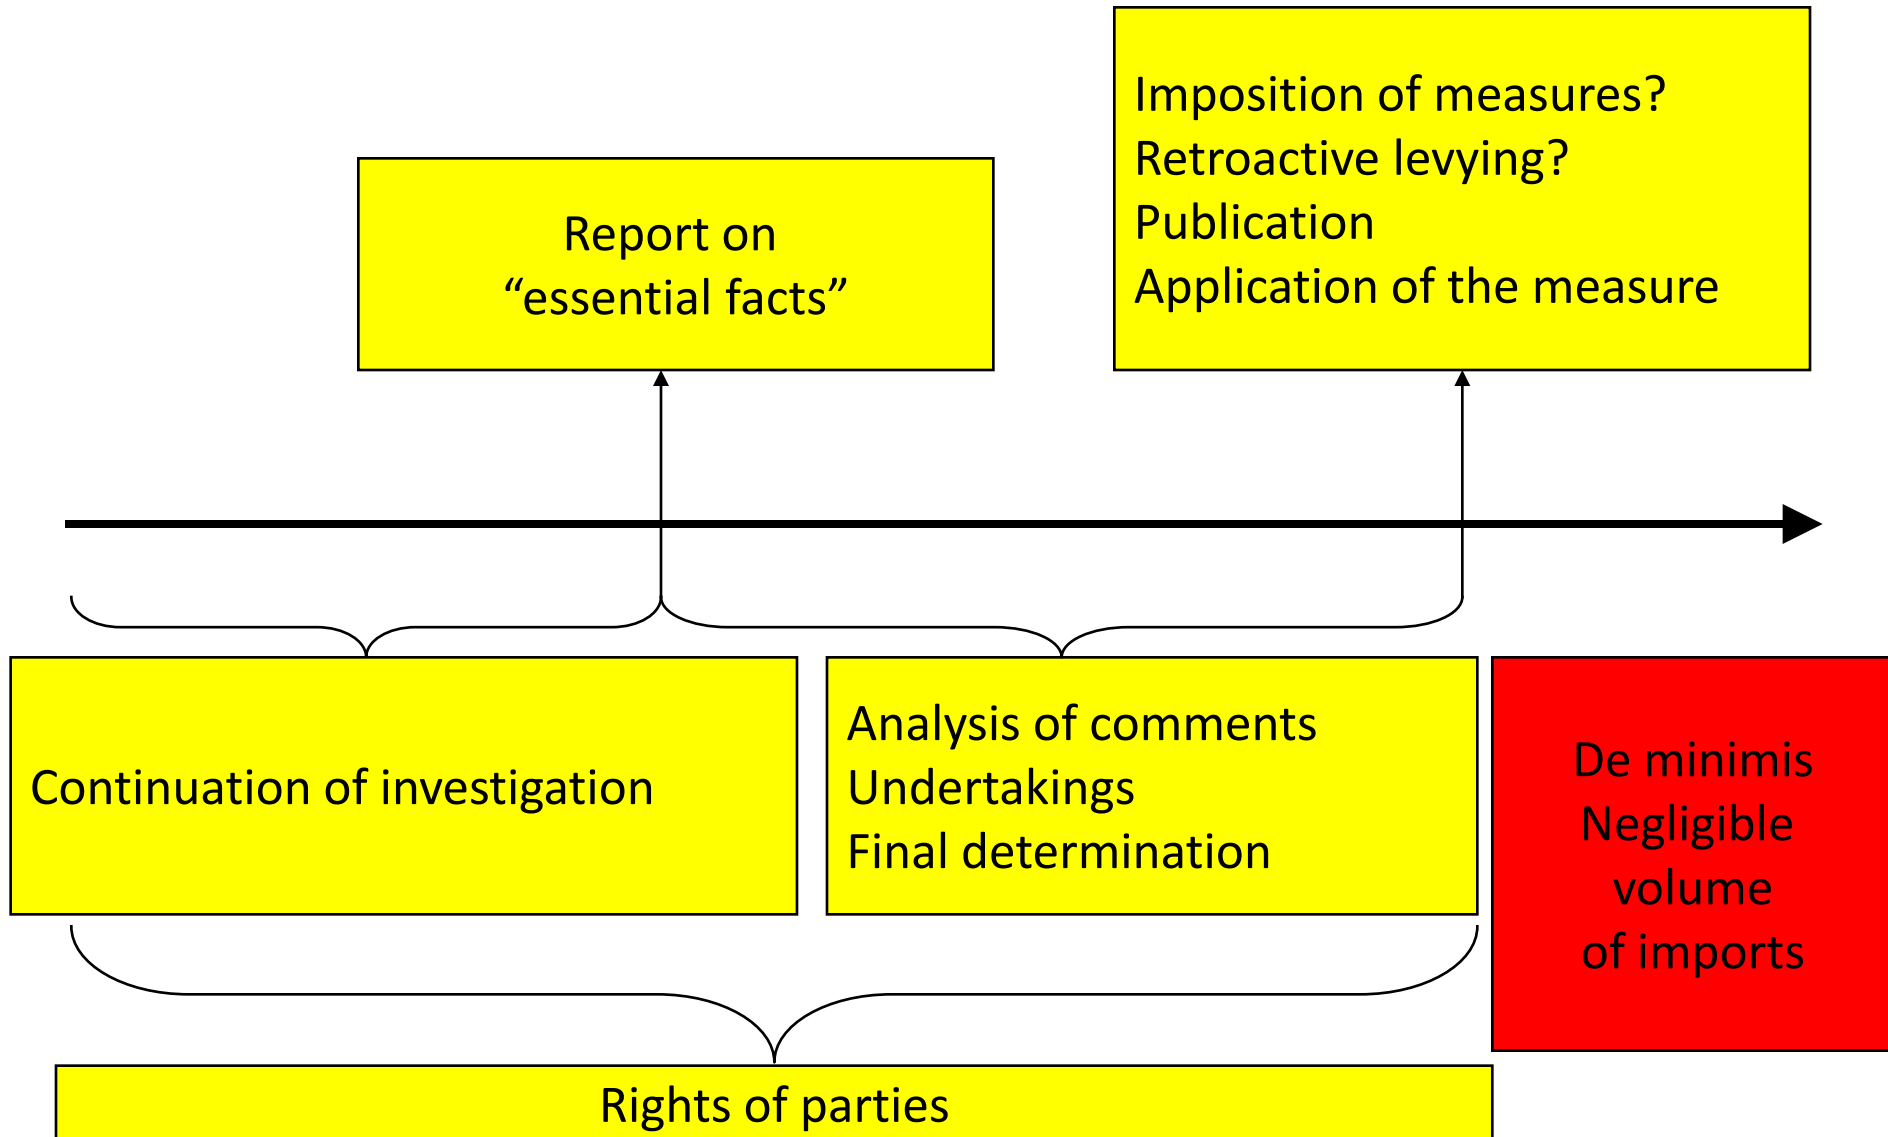 Imposition of measures?
Retroactive levying?
Publication
Application of the measure
Report on
“essential facts”
Continuation of investigation
Analysis of comments
Undertakings
Final determination
De minimis
Negligible
volume
of imports
Rights of parties